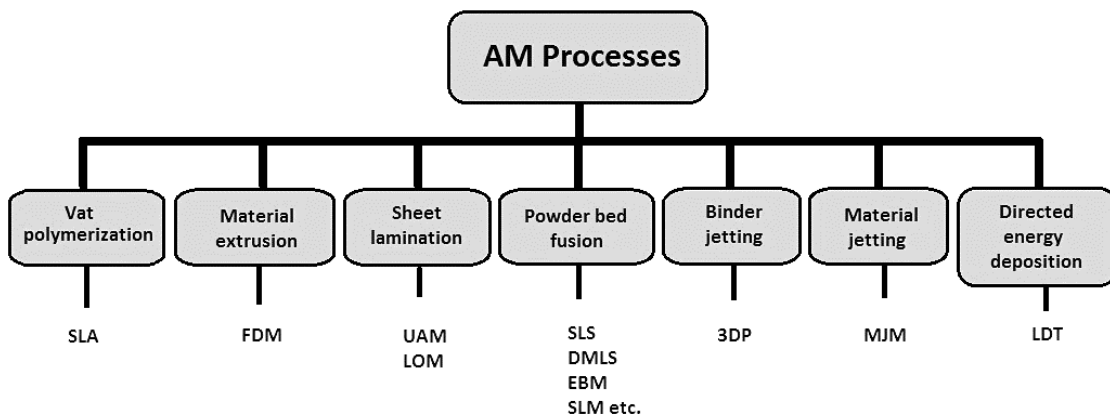 AM Processes
Vat
polymerization
Material
extrusion
Sheet
lamination
Powder bed
fusion
Binder
jetting
Material
jetting
Directed
energy
deposition
SLA
FDM
UAM
LOM
SLS
DMLS
EBM
SLM etc.
3DP
MJM
LDT